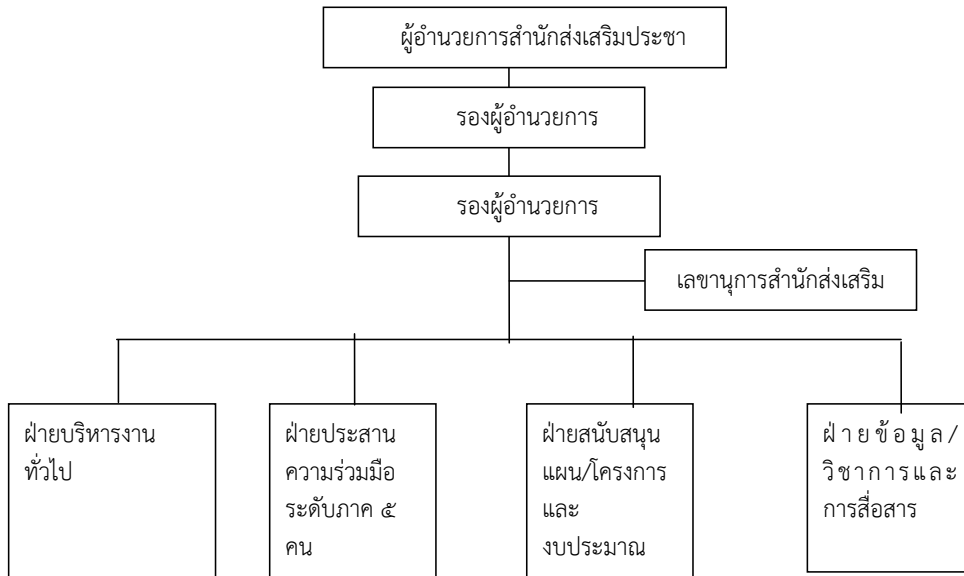 ผู้อำนวยการสำนักส่งเสริมประชา
รองผู้อำนวยการ
รองผู้อำนวยการ
เลขานุการสำนักส่งเสริม
ฝ่ายบริหารงาน
ทั่วไป
ฝ่ายประสาน
ความร่วมมือ
ระดับภาค ๕
คน
ฝ่ายสนับสนุน
แผน/โครงการ
และ
งบประมาณ
ฝ่ายข้อมูล/
วิชาการและ
การสื่อสาร